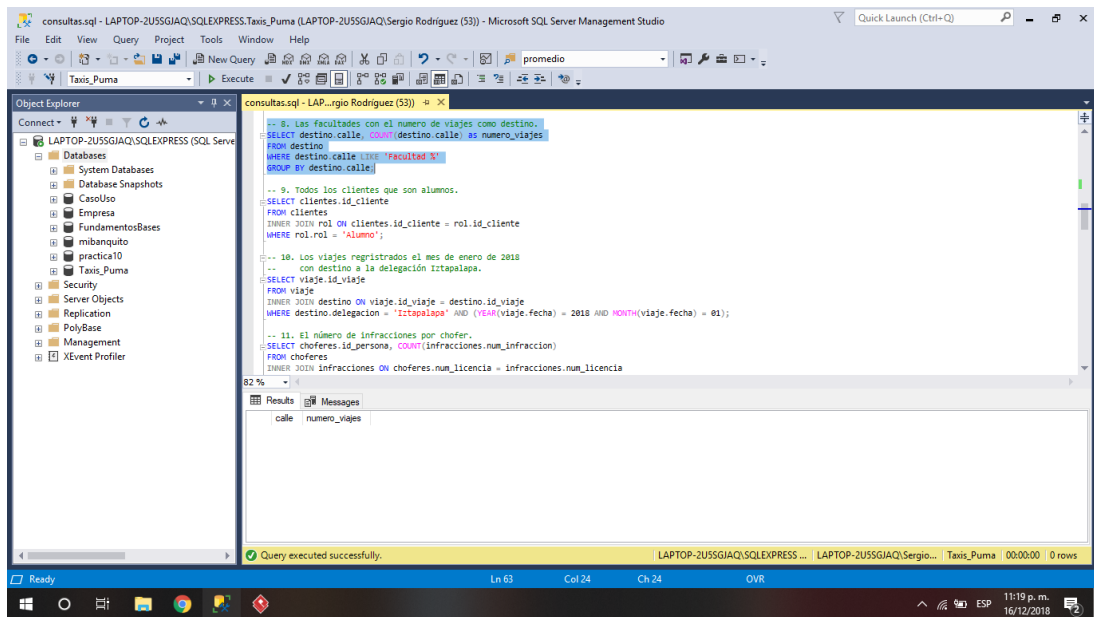 consultas.sql - LAPTOP-2U5SGJAQ\SQLEXPRESS.Taxis_Puma (LAPTOP-2U5SGJAQ\Sergio Rodríguez (53)) - Microsoft SQL Server Management Studio
Quick Launch (Ctrl+Q)
File Edit View Query Project Tools Window Help
New Query
promedio
Taxis_Puma
Execute
Object Explorer
consultas.sql - LAP...rgio Rodríguez (53))
Connect
LAPTOP-2U5SGJAQ\SQLEXPRESS (SQL Serve
Databases
System Databases
Database Snapshots
CasoUso
Empresa
FundamentosBases
mibanquito
practica10
Taxis_Puma
Security
Server Objects
Replication
PolyBase
Management
XEvent Profiler
-- 8. Las facultades con el numero de viajes como destino.
SELECT destino.calle, COUNT(destino.calle) as numero_viajes
FROM destino
WHERE destino.calle LIKE 'Facultad %'
GROUP BY destino.calle;
-- 9. Todos los clientes que son alumnos.
SELECT clientes.id_cliente
FROM clientes
INNER JOIN rol ON clientes.id_cliente = rol.id_cliente
WHERE rol.rol = 'Alumno';
-- 10. Los viajes regristrados el mes de enero de 2018
-- con destino a la delegación Iztapalapa.
SELECT viaje.id_viaje
FROM viaje
INNER JOIN destino ON viaje.id_viaje = destino.id_viaje
WHERE destino.delegacion = 'Iztapalapa' AND (YEAR(viaje.fecha) = 2018 AND MONTH(viaje.fecha) = 01);
-- 11. El número de infracciones por chofer.
SELECT choferes.id_persona, COUNT(infracciones.num_infraccion)
FROM choferes
INNER JOIN infracciones ON choferes.num_licencia = infracciones.num_licencia
82 %
Results Messages
calle numero_viajes
Query executed successfully.
LAPTOP-2U5SGJAQ\SQLEXPRESS ... LAPTOP-2U5SGJAQ\Sergio... Taxis_Puma 00:00:00 0 rows
Ready Ln 63 Col 24 Ch 24 OVR
ESP
11:19 p. m.
16/12/2018
2